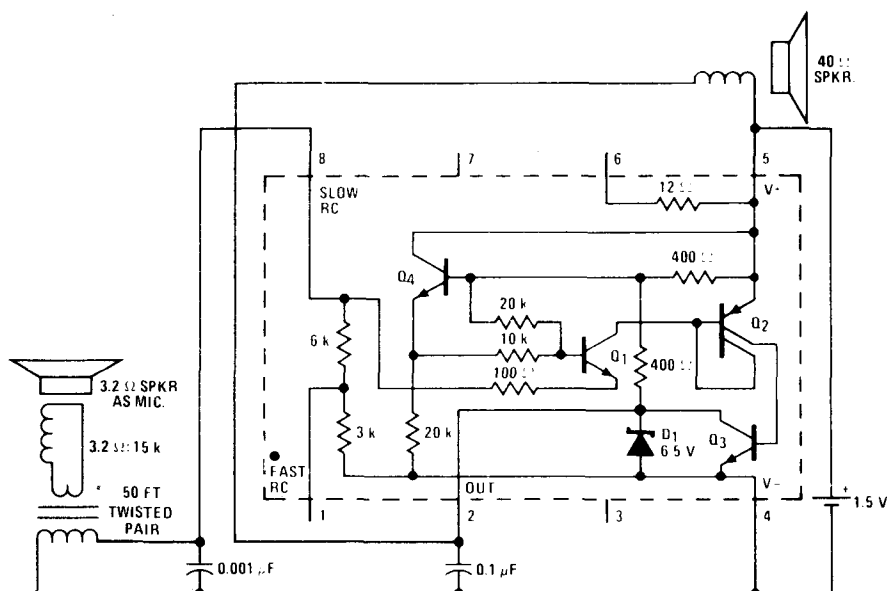 40 Ω
SPKR.
8
7
6
5
SLOW
RC
12 Ω
V+
400 Ω
Q4
20 k
Q2
6 k
10 k
Q1
100 Ω
400 Ω
3.2 Ω SPKR
AS MIC.
3.2 Ω:15 k
3 k
20k
D1
6 5 V
Q3
FAST
RC
OUT
V-
*
50 FT
TWISTED
PAIR
1
2
3
4
+
1.5 V
0.001 μF
0.1 μF